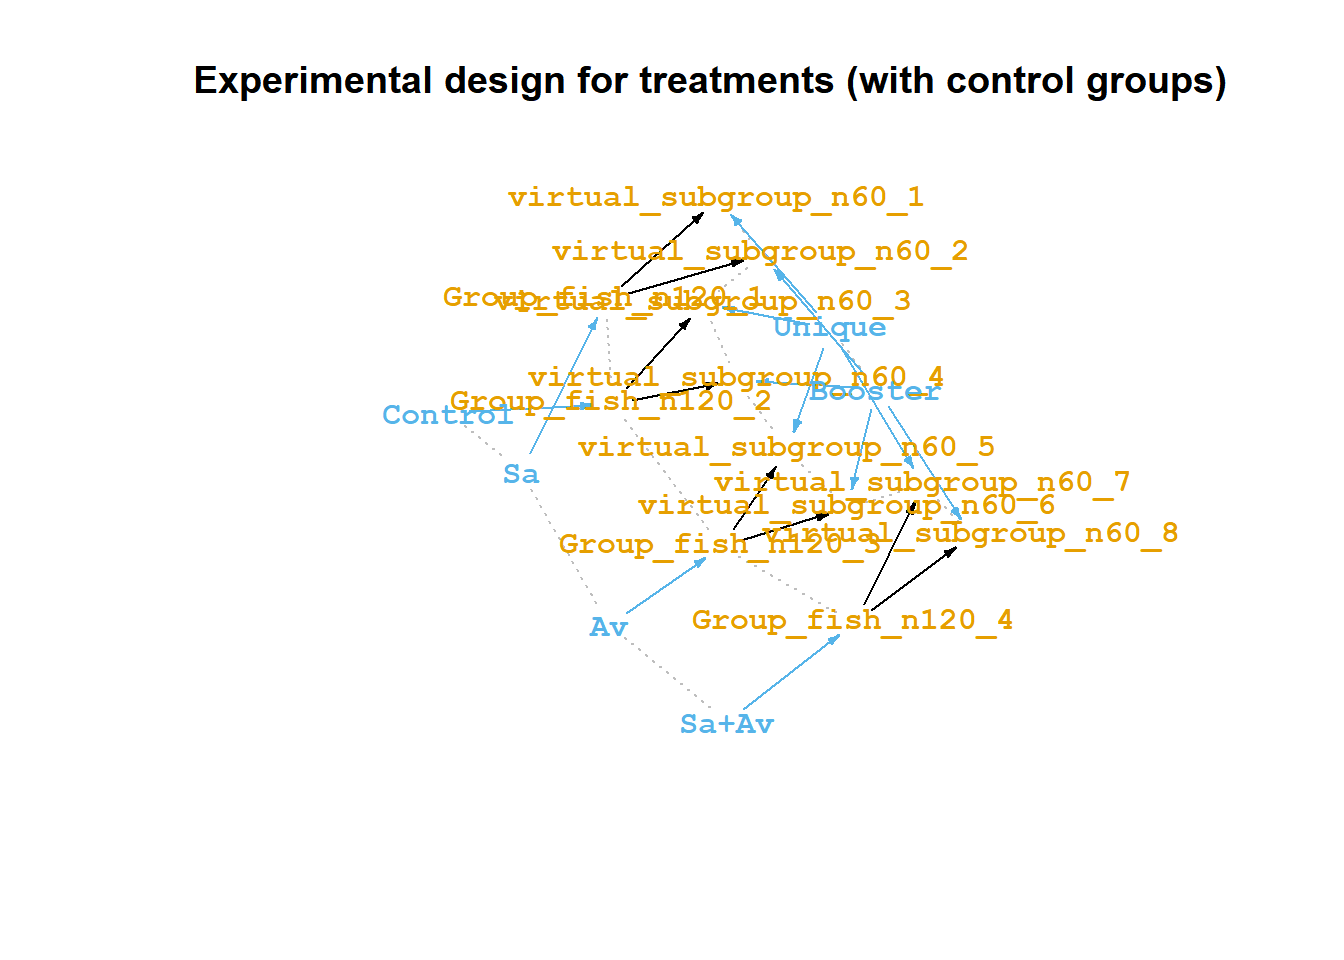 Experimental design for treatments (with control groups)
virtual_subgroup_n60_1
virtual_subgroup_n60_2
Group_fish_n120_1
virtual_subgroup_n60_3
Unique
virtual_subgroup_n60_4
Booster
Group_fish_n120_2
Control
virtual_subgroup_n60_5
Sa
virtual_subgroup_n60_7
virtual_subgroup_n60_6
virtual_subgroup_n60_8
Group_fish_n120_3
Group_fish_n120_4
Av
Sa+Av